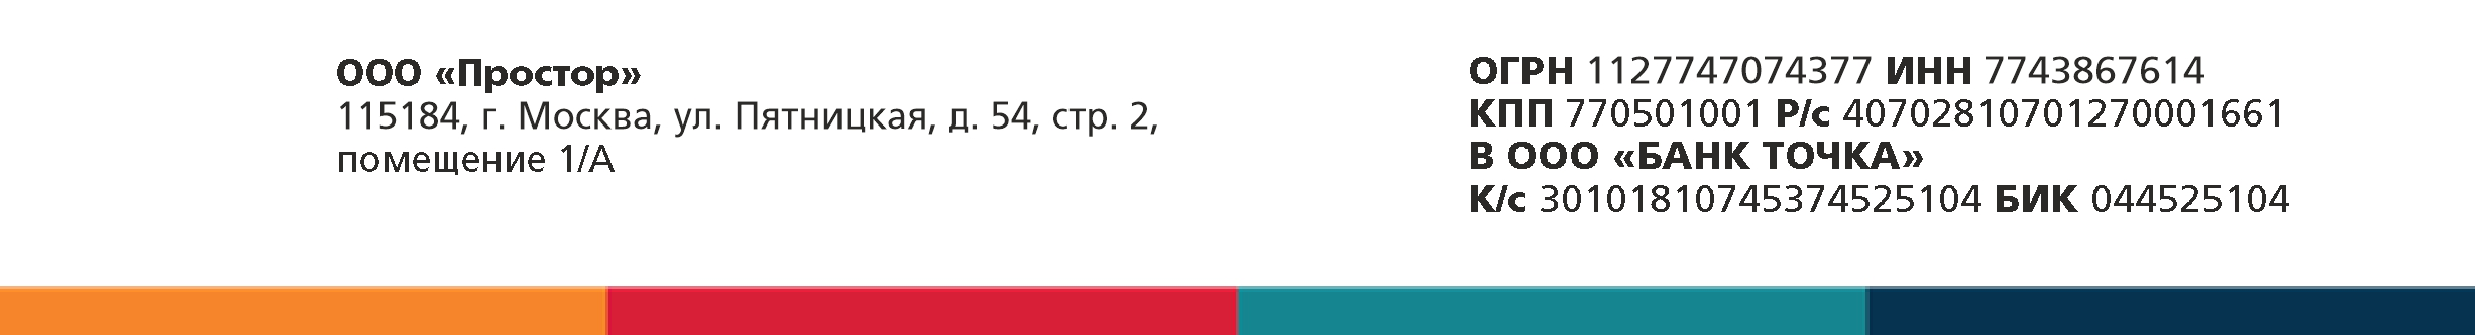 ООО «Простор»
115184, г. Москва, ул. Пятницкая, д. 54, стр. 2,
помещение 1/А
ОГРН 1127747074377 ИНН 7743867614
КПП 770501001 Р/с 40702810701270001661
В ООО «БАНК ТОЧКА»
К/с 30101810745374525104 БИК 044525104